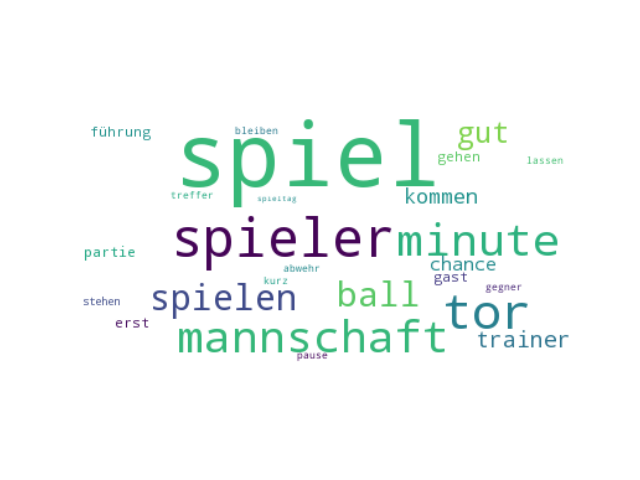 spiel
führung
bleiben
gut
gehen
lassen
treffer
spieltag
kommen
spieler
minute
partie
chance
abwehr
gast
kurz
gegner
stehen
spielen
ball
tor
erst
mannschaft
trainer
pause